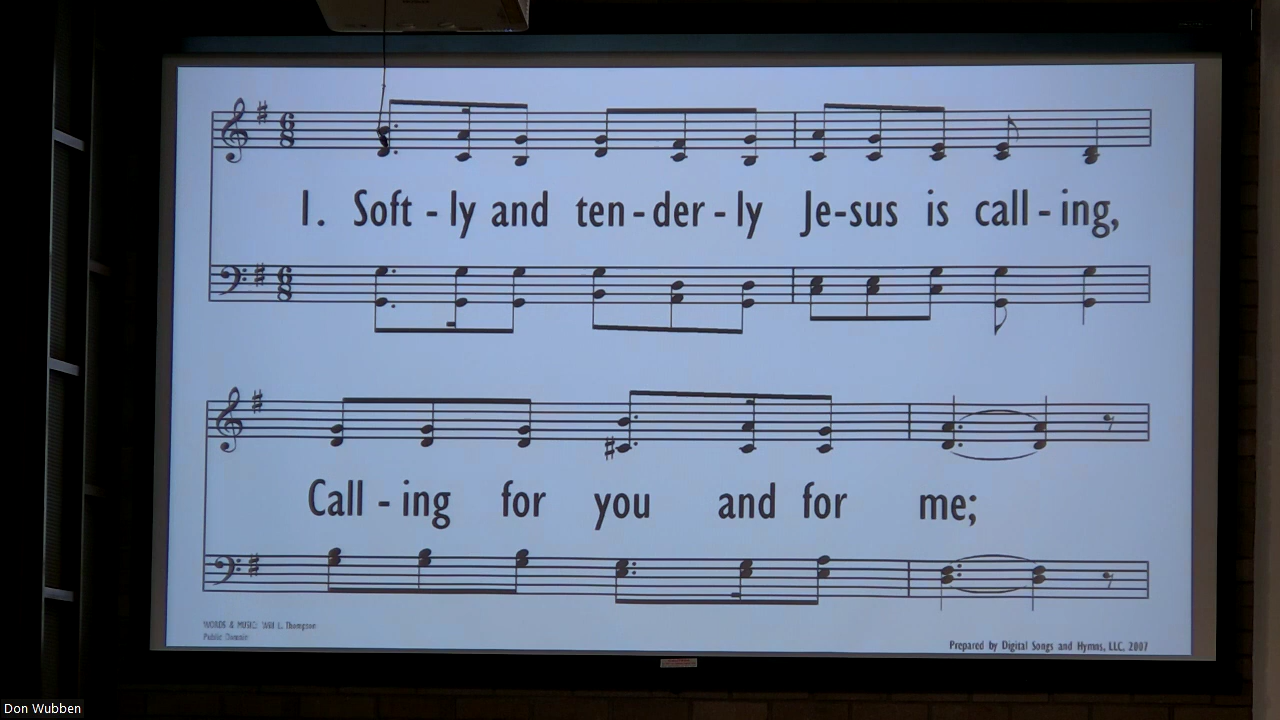 1. Soft - ly and ten - der - ly Je - sus is call - ing,
Call - ing for you and for me;
WORDS & MUSIC: Will L. Thompson
Public Domain
Prepared by Digital Songs and Hymns, LLC, 2007
Don Wubben